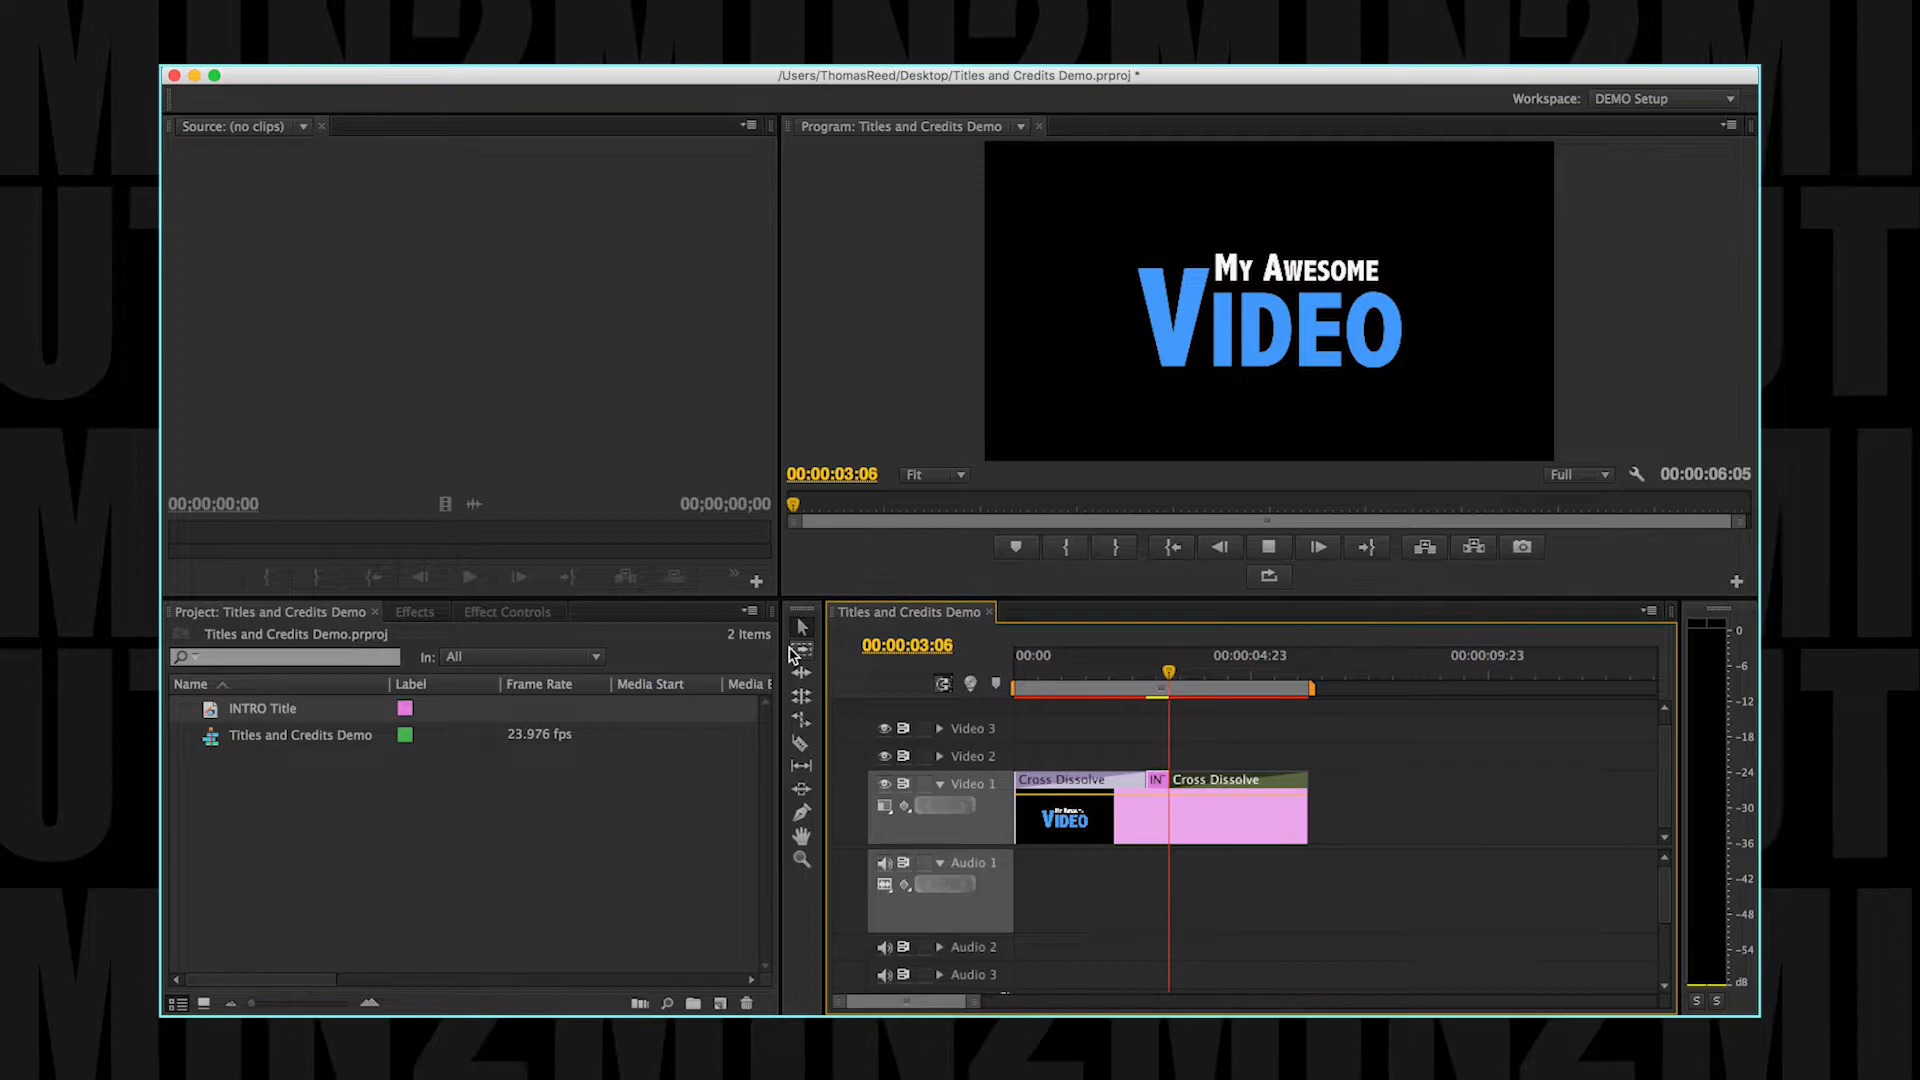 /Users/ThomasReed/Desktop/Titles and Credits Demo.prproj *
Workspace: DEMO Setup
Source: (no clips)
Program: Titles and Credits Demo
MY AWESOME
VIDEO
00:00:03:06
Fit
Full
00:00:06:05
00;00;00;00
00;00;00;00
Project: Titles and Credits Demo
Effects
Effect Controls
Titles and Credits Demo.prproj
2 Items
In: All
Name
Label
Frame Rate
Media Start
Media E
INTRO Title
Titles and Credits Demo
23.976 fps
Titles and Credits Demo
00:00:03:06
00:00
00:00:04:23
00:00:09:23
Video 3
Video 2
Video 1
Cross Dissolve
IN
Cross Dissolve
MY AWESOME
VIDEO
Audio 1
Audio 2
Audio 3
0
-6
-12
-18
-24
-30
-36
-42
-48
-54
dB
S S